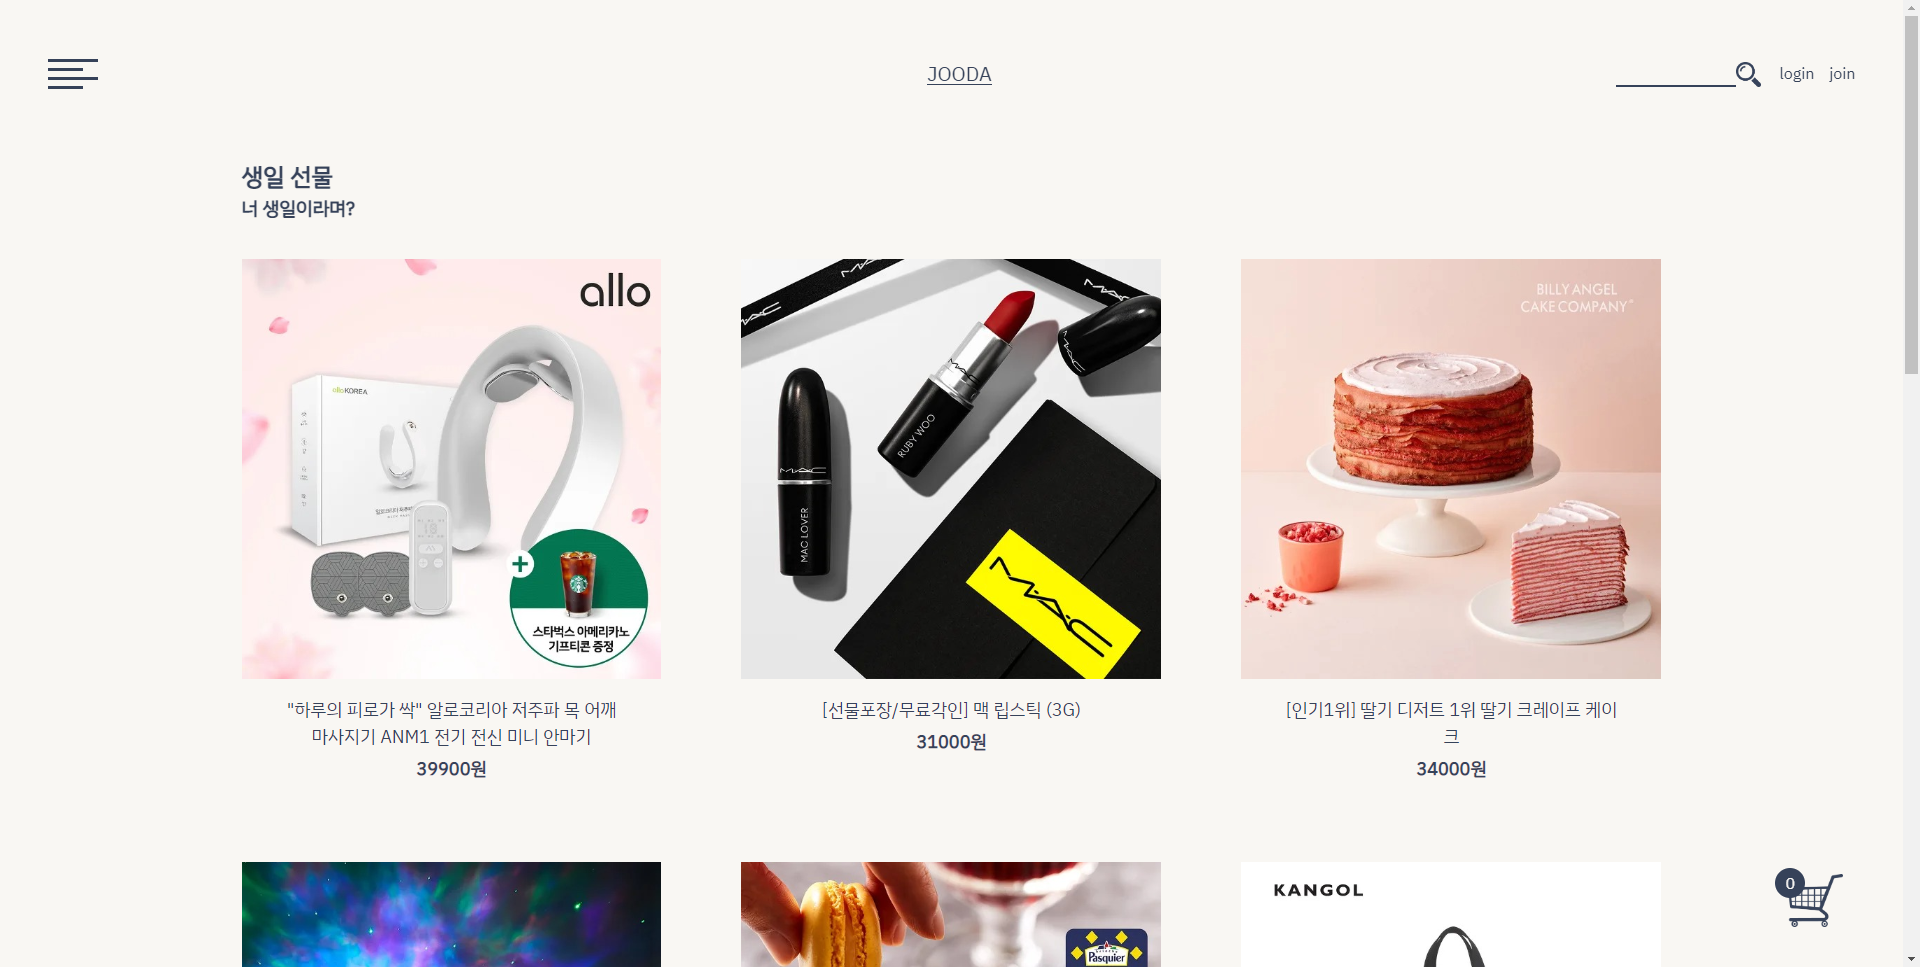 JOODA
login join
생일 선물
너 생일이라며?
allo
alloKOREA
스타벅스 아메리카노
기프티콘 증정
"하루의 피로가 싹" 알로코리아 저주파 목 어깨
마사지기 ANM1 전기 전신 미니 안마기
39900원
MAC
MAC
MAC
MAC
MAC
RUBY WOO
MAC
MAC LOVER
MAC
[선물포장/무료각인] 맥 립스틱 (3G)
31000원
BILLY ANGEL
CAKE COMPANY
[인기1위] 딸기 디저트 1위 딸기 크레이프 케이
크
34000원
Pasquier
KANGOL
0